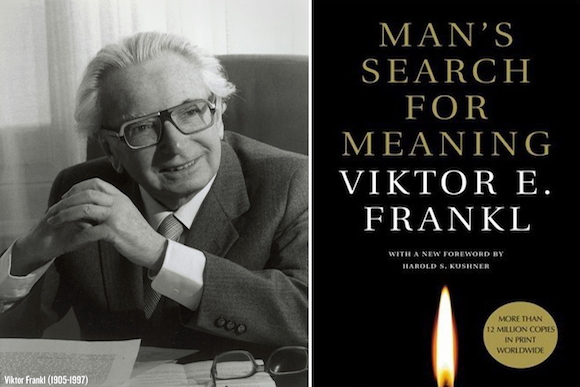 Viktor Frankl (1905-1997)
MAN'S
SEARCH
FOR
MEANING
VIKTOR E.
FRANKL
WITH A NEW FOREWORD BY
HAROLD S. KUSHNER
MORE THAN
12 MILLION COPIES
IN PRINT
WORLDWIDE